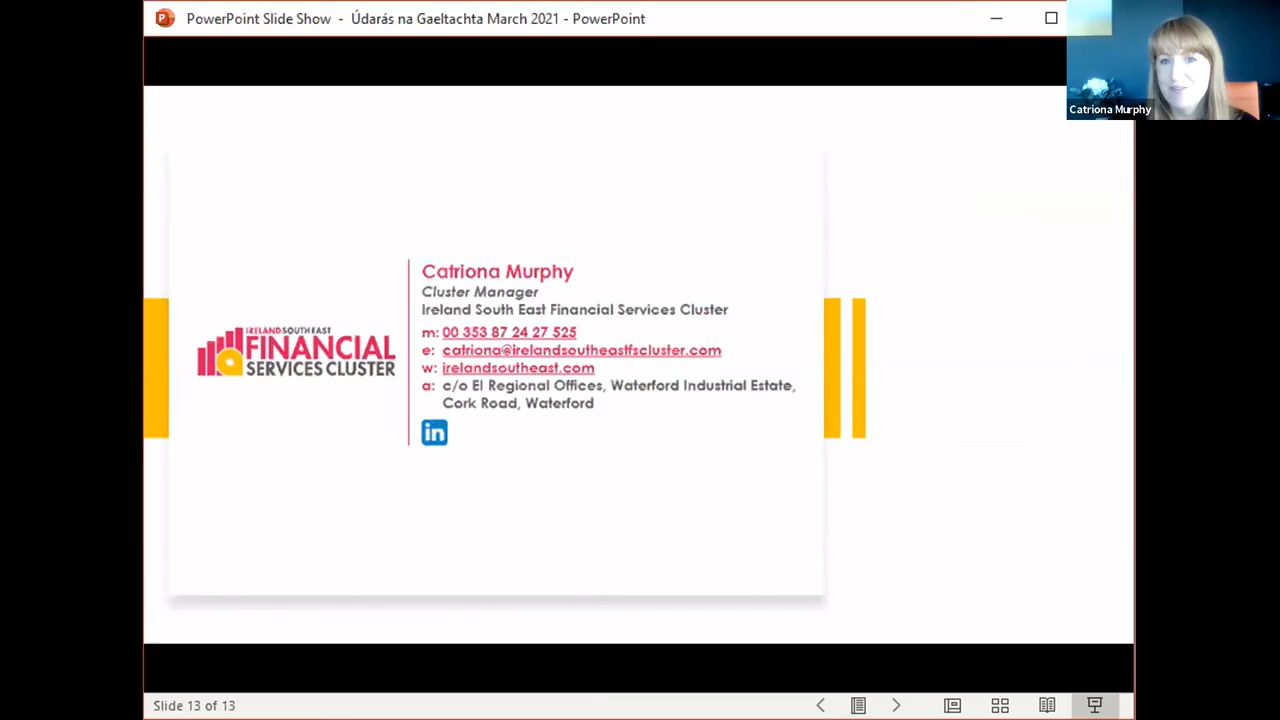 PowerPoint Slide Show - Údarás na Gaeltachta March 2021 - PowerPoint
Catriona Murphy
IRELAND SOUTH EAST
FINANCIAL
SERVICES CLUSTER
Catriona Murphy
Cluster Manager
Ireland South East Financial Services Cluster
m: 00 353 87 24 27 525
e: catriona@irelandsoutheastfscluster.com
w: irelandsoutheast.com
a: c/o EI Regional Offices, Waterford Industrial Estate,
Cork Road, Waterford
in
Slide 13 of 13